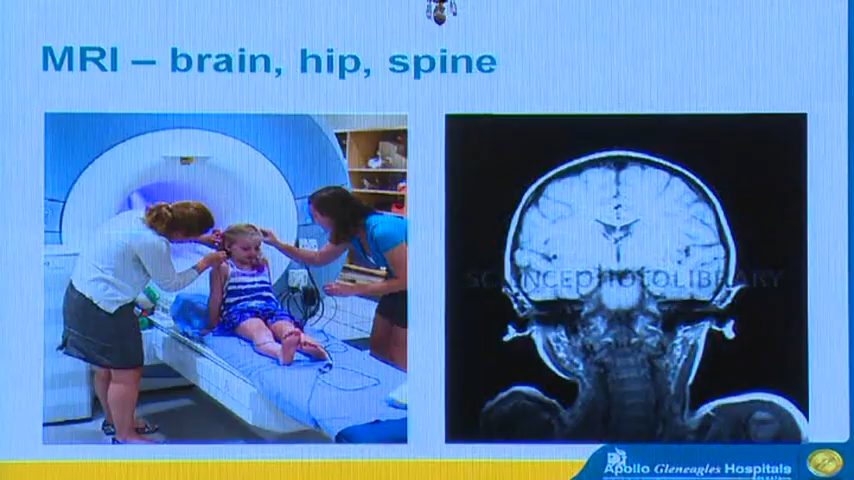 MRI – brain, hip, spine
SCIENCEPHOTOLIBRARY
Apollo Gleneagles Hospitals